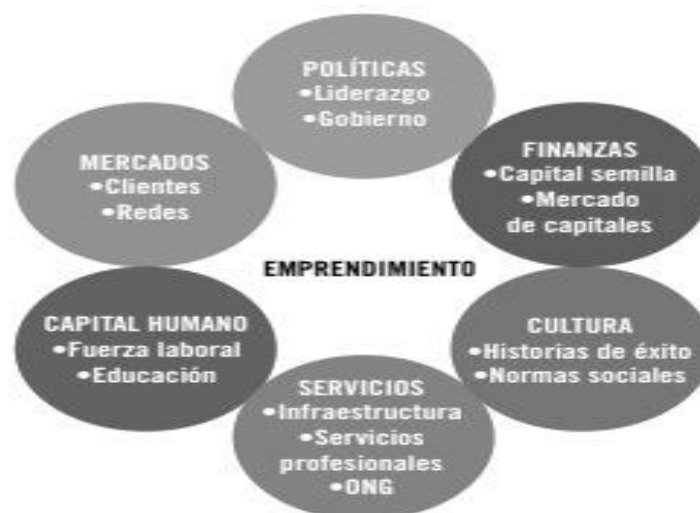 POLÍTICAS
•Liderazgo
•Gobierno
FINANZAS
•Capital semilla
•Mercado
de capitales
MERCADOS
•Clientes
•Redes
EMPRENDIMIENTO
CAPITAL HUMANO
•Fuerza laboral
•Educación
CULTURA
•Historias de éxito
•Normas sociales
SERVICIOS
•Infraestructura
•Servicios
profesionales
•ONG